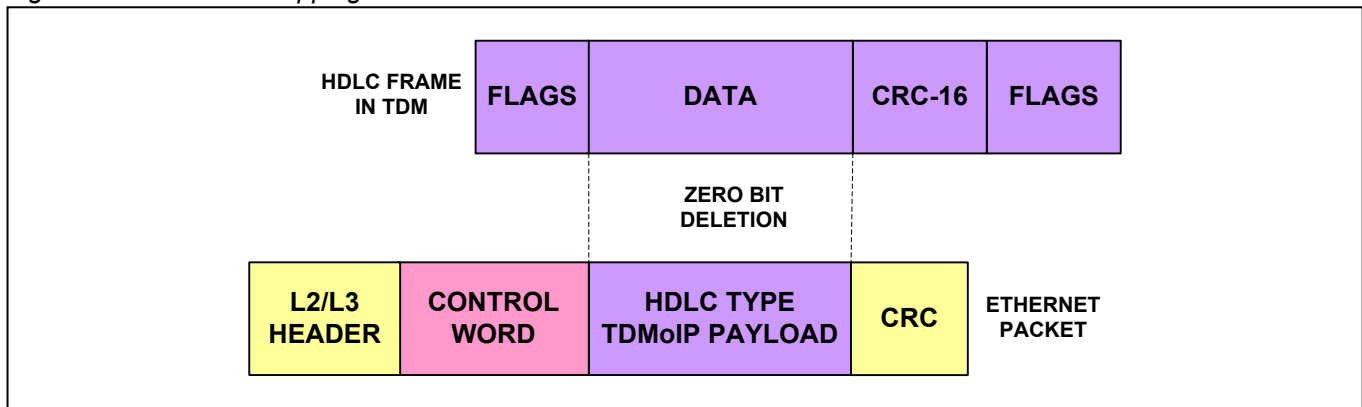 HDLC FRAME
IN TDM
FLAGS
DATA
CRC-16
FLAGS
ZERO BIT
DELETION
L2/L3
HEADER
CONTROL
WORD
HDLC TYPE
TDMoIP PAYLOAD
CRC
ETHERNET
PACKET